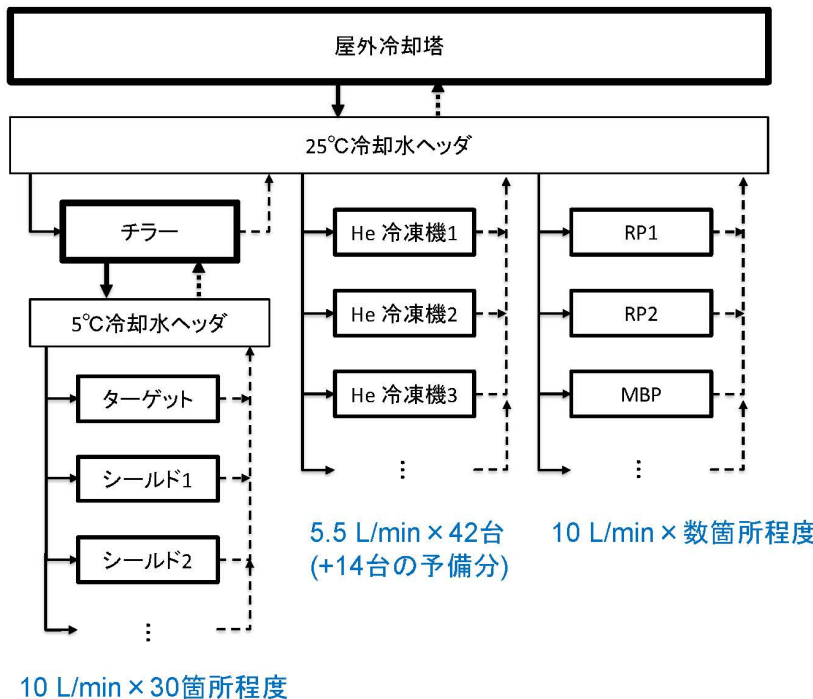 屋外冷却塔
25℃冷却水ヘッダ
チラー
5℃冷却水ヘッダ
ターゲット
シールド1
シールド2
⋮
10 L/min × 30箇所程度
He 冷凍機1
He 冷凍機2
He 冷凍機3
⋮
5.5 L/min × 42台
(+14台の予備分)
RP1
RP2
MBP
⋮
10 L/min × 数箇所程度